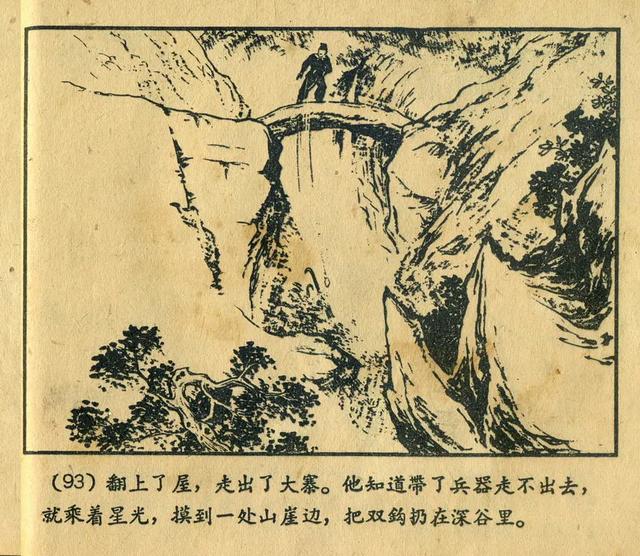 (93) 翻上了屋，走出了大寨。他知道帶了兵器走不出去，
就乘着星光，摸到一处山崖边，把双鈎扔在深谷里。